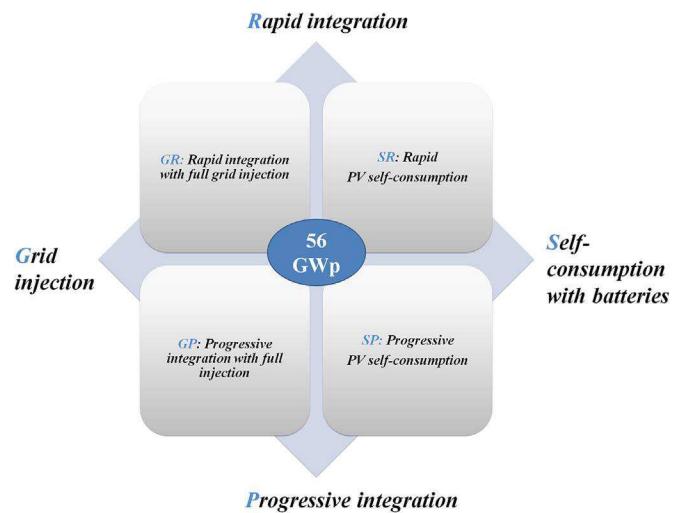 Rapid integration
GR: Rapid integration
with full grid injection
SR: Rapid
PV self-consumption
56
GWp
Grid
injection
Self-
consumption
with batteries
GP: Progressive
integration with full
injection
SP: Progressive
PV self-consumption
Progressive integration